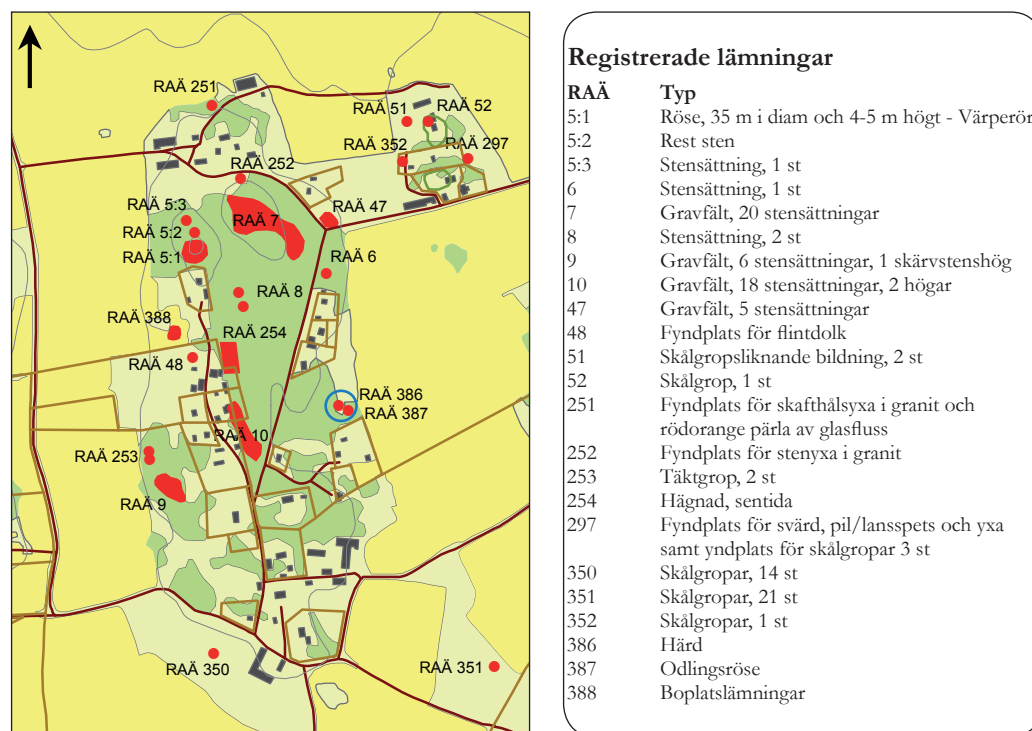 RAÄ 251
RAÄ 51
RAÄ 52
RAÄ 352
RAÄ 297
RAÄ 252
RAÄ 47
RAÄ 5:3
RAÄ 7
RAÄ 5:2
RAÄ 5:1
RAÄ 6
RAÄ 8
RAÄ 388
RAÄ 254
RAÄ 48
RAÄ 386
RAÄ 387
RAÄ 10
RAÄ 253
RAÄ 9
RAÄ 350
RAÄ 351
Registrerade lämningar
RAÄ Typ
5:1 Röse, 35 m i diam och 4-5 m högt - Värperör
5:2 Rest sten
5:3 Stensättning, 1 st
6 Stensättning, 1 st
7 Gravfält, 20 stensättningar
8 Stensättning, 2 st
9 Gravfält, 6 stensättningar, 1 skärvstenshög
10 Gravfält, 18 stensättningar, 2 högar
47 Gravfält, 5 stensättningar
48 Fyndplats för flintdolk
51 Skålgropsliknande bildning, 2 st
52 Skålgrop, 1 st
251 Fyndplats för skafthålsyxa i granit och
rödorange pärla av glasfluss
252 Fyndplats för stenyxa i granit
253 Täktgrop, 2 st
254 Hägnad, sentida
297 Fyndplats för svärd, pil/lansspets och yxa
samt yndplats för skålgropar 3 st
350 Skålgropar, 14 st
351 Skålgropar, 21 st
352 Skålgropar, 1 st
386 Härd
387 Odlingsröse
388 Boplatslämningar